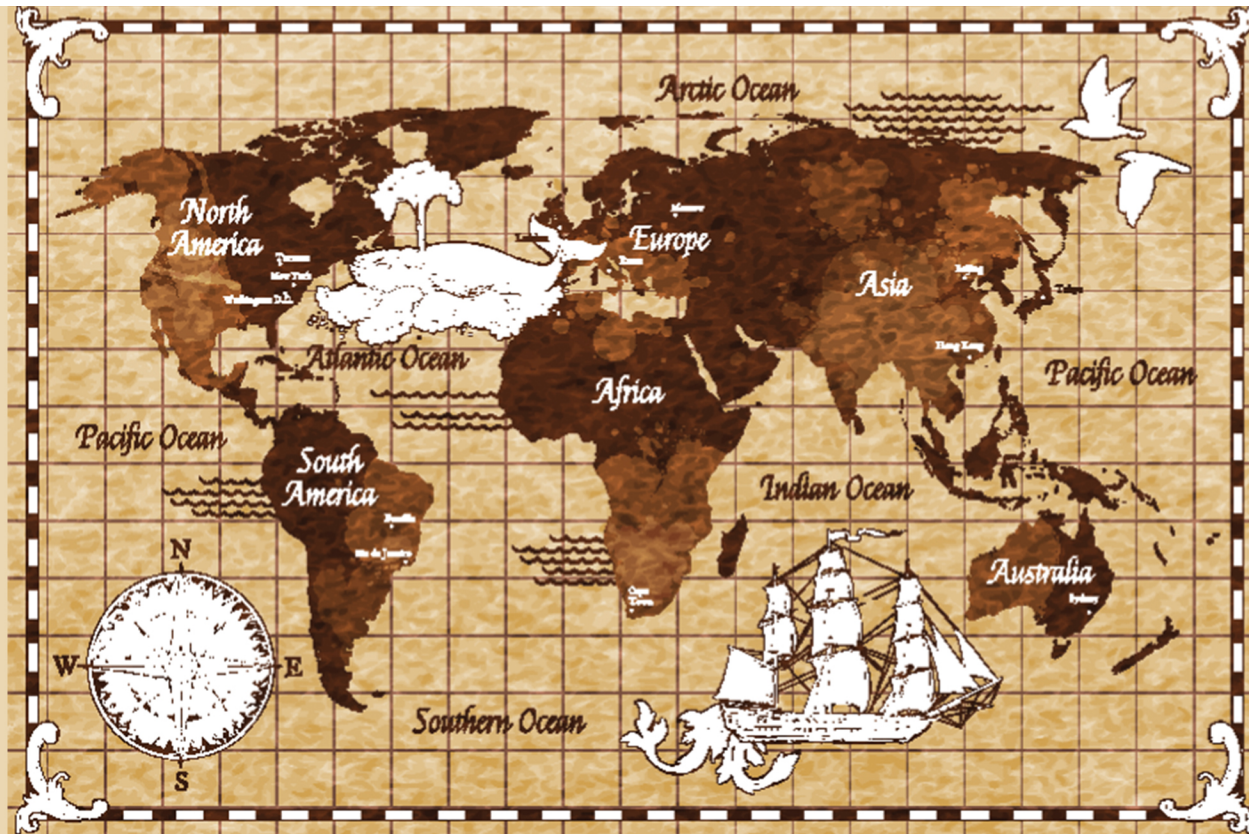 Arctic Ocean
North
America
Europe
Asia
Moscow
Rome
New York
Washington D.C.
Beijing
Tokyo
Hong Kong
Atlantic Ocean
Africa
Pacific Ocean
Pacific Ocean
South
America
Indian Ocean
Brasilia
Rio de Janeiro
Australia
Cape
Town
Sydney
N
W
E
S
Southern Ocean